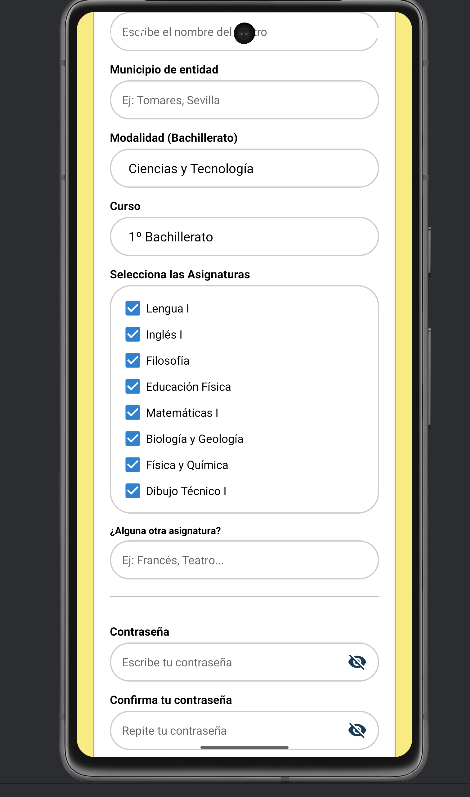 Escribe el nombre del
Municipio de entidad
Ej: Tomares, Sevilla
Modalidad (Bachillerato)
Ciencias y Tecnología
Curso
1º Bachillerato
Selecciona las Asignaturas
Lengua I
Inglés I
Filosofía
Educación Física
Matemáticas I
Biología y Geología
Física y Química
Dibujo Técnico I
¿Alguna otra asignatura?
Ej: Francés, Teatro...
Contraseña
Escribe tu contraseña
Confirma tu contraseña
Repite tu contraseña